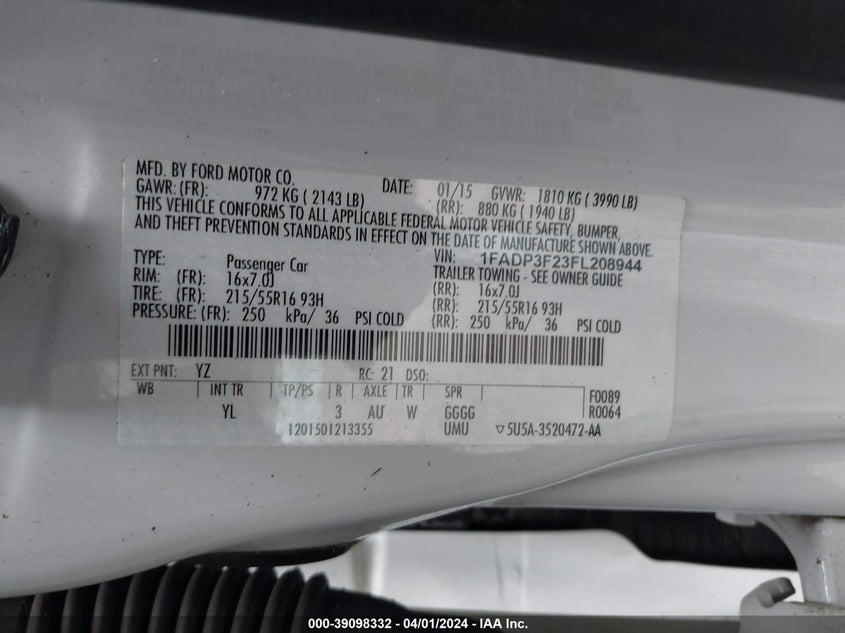 MFD. BY FORD MOTOR CO. DATE: 01/15 GVWR: 1810 KG ( 3990 LB)
GAWR: (FR): 972 KG ( 2143 LB) (RR): 880 KG ( 1940 LB)
THIS VEHICLE CONFORMS TO ALL APPLICABLE FEDERAL MOTOR VEHICLE SAFETY, BUMPER,
AND THEFT PREVENTION STANDARDS IN EFFECT ON THE DATE OF MANUFACTURE SHOWN ABOVE.
VIN: 1FADP3F23FL208944
TYPE: Passenger Car TRAILER TOWING - SEE OWNER GUIDE
RIM: (FR): 16x7.0J (RR): 16x7.0J
TIRE: (FR): 215/55R16 93H (RR): 215/55R16 93H
PRESSURE: (FR): 250 kPa/ 36 PSI COLD (RR): 250 kPa/ 36 PSI COLD
EXT PNT: YZ RC: 21 DSO:
WB INT TR TP/PS R AXLE TR SPR F0089
YL 3 AU W GGGG R0064
1201501213355 UMU ▽5U5A-3520472-AA
000-39098332 - 04/01/2024 - IAA Inc.